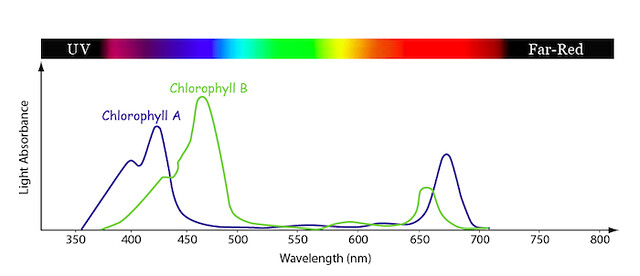 UV
Far-Red
Chlorophyll B
Chlorophyll A
Light Absorbance
350 400 450 500 550 600 650 700 750 800
Wavelength (nm)